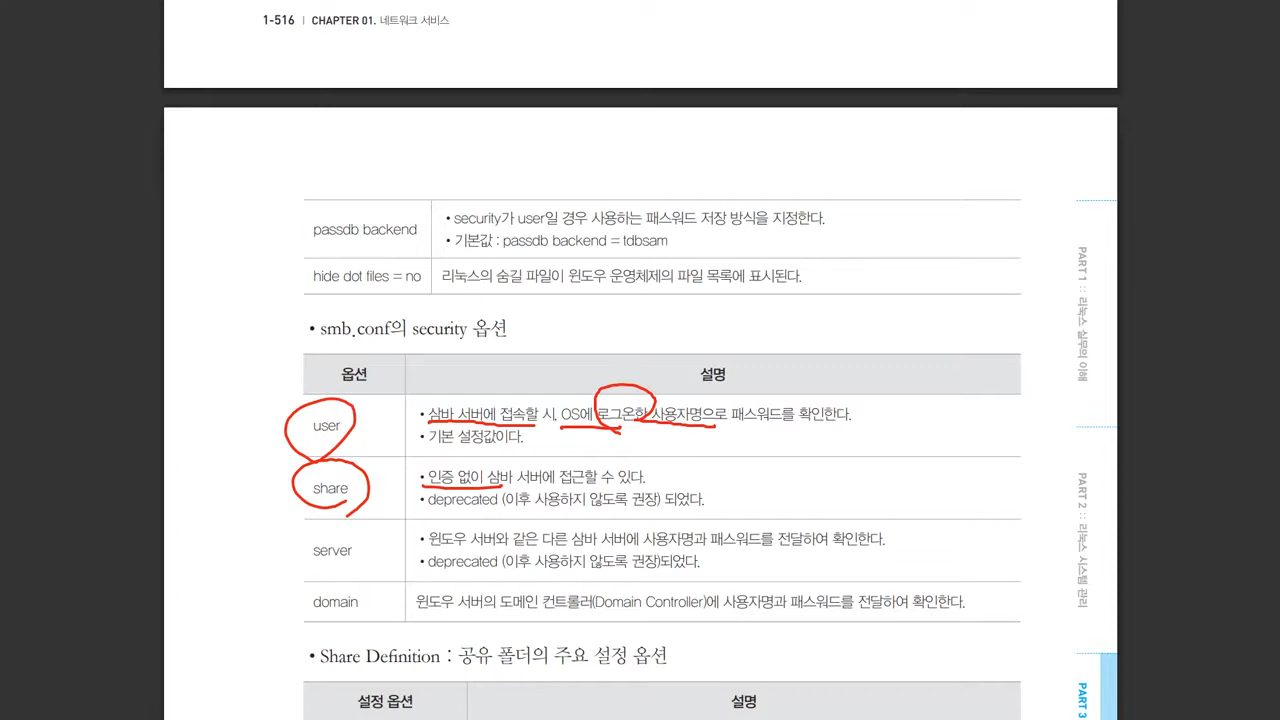 1-516 | CHAPTER 01. 네트워크 서비스
passdb backend
• security가 user일 경우 사용하는 패스워드 저장 방식을 지정한다.
• 기본값 : passdb backend = tdbsam
hide dot files = no
리눅스의 숨길 파일이 윈도우 운영체제의 파일 목록에 표시된다.
• smb.conf의 security 옵션
옵션
설명
user
• 삼바 서버에 접속할 시, OS에 로그온한 사용자명으로 패스워드를 확인한다.
• 기본 설정값이다.
share
• 인증 없이 삼바 서버에 접근할 수 있다.
• deprecated (이후 사용하지 않도록 권장) 되었다.
server
• 윈도우 서버와 같은 다른 삼바 서버에 사용자명과 패스워드를 전달하여 확인한다.
• deprecated (이후 사용하지 않도록 권장)되었다.
domain
윈도우 서버의 도메인 컨트롤러(Domain Controller)에 사용자명과 패스워드를 전달하여 확인한다.
• Share Definition : 공유 폴더의 주요 설정 옵션
설정 옵션
설명
PART 1 :: 리눅스 실무의 이해
PART 2 :: 리눅스 시스템 관리
PART 3